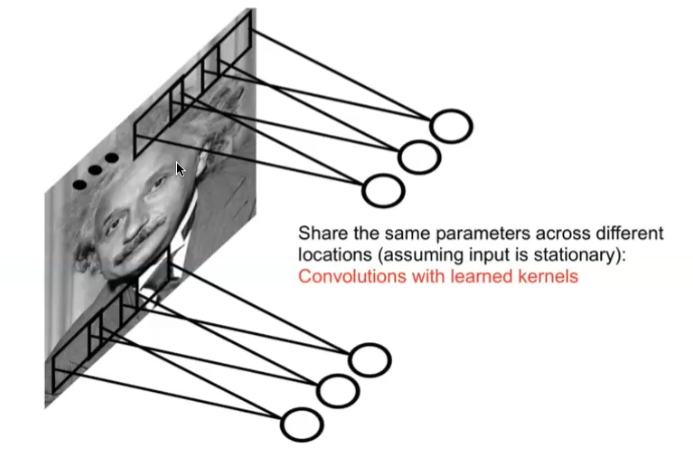 Share the same parameters across different
locations (assuming input is stationary):
Convolutions with learned kernels